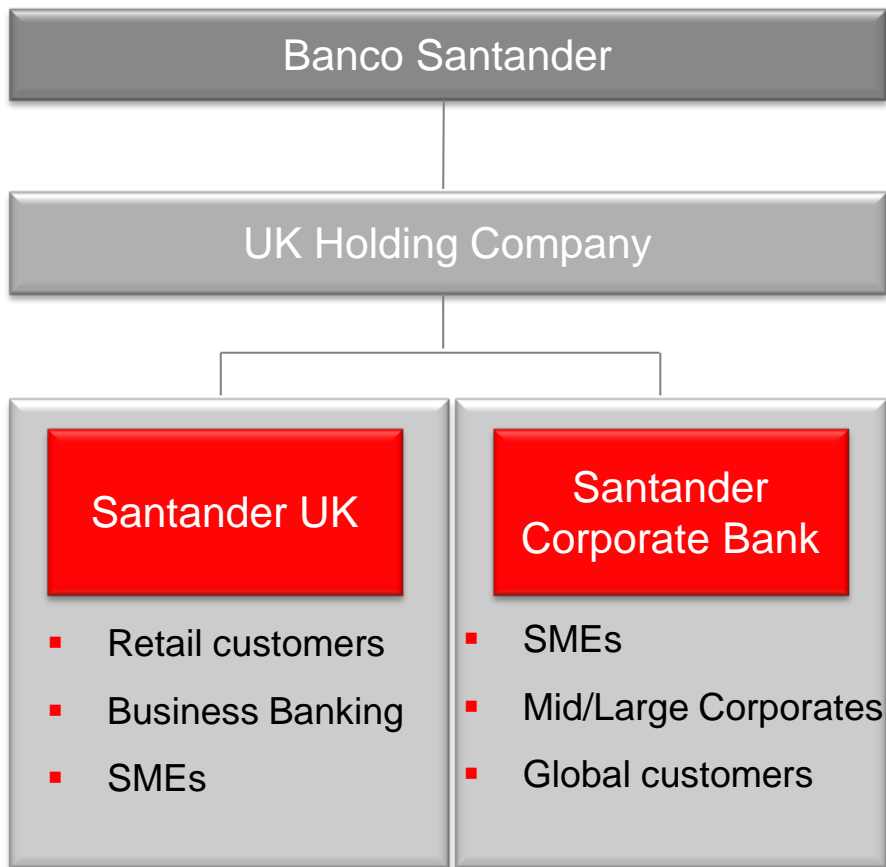 Banco Santander
UK Holding Company
Santander UK
▪ Retail customers
▪ Business Banking
▪ SMEs
Santander
Corporate Bank
▪ SMEs
▪ Mid/Large Corporates
▪ Global customers